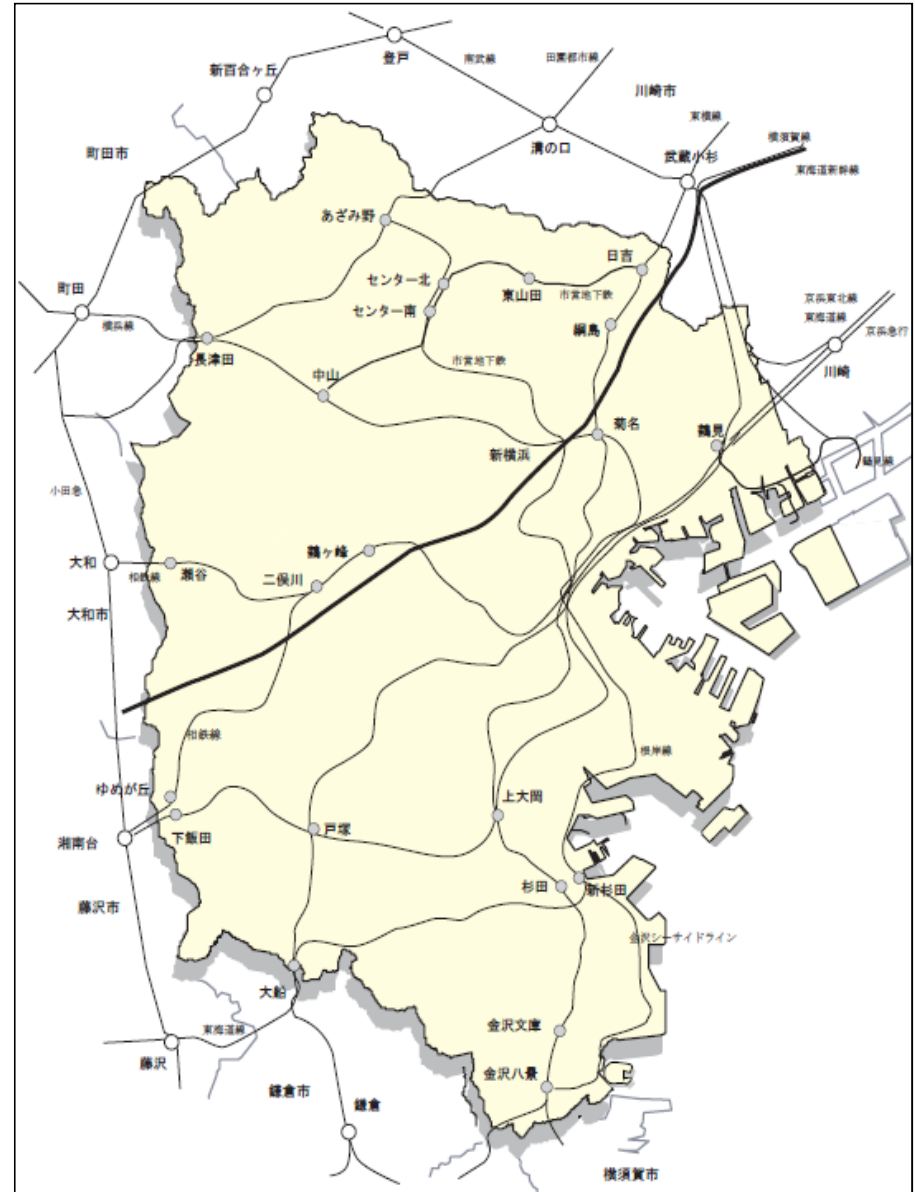 登戸
南武線
田園都市線
新百合ヶ丘
川崎市
東横線
横須賀線
町田市
溝の口
武蔵小杉
東海道新幹線
あざみ野
日吉
センター北
町田
東山田
市営地下鉄
京浜東北線
東海道線
京浜急行
センター南
綱島
横浜線
長津田
市営地下鉄
川崎
中山
菊名
鶴見
新横浜
鶴見線
小田急
鶴ヶ峰
大和
相鉄線
瀬谷
二俣川
大和市
相鉄線
根岸線
ゆめが丘
上大岡
湘南台
下飯田
戸塚
杉田
新杉田
藤沢市
金沢シーサイドライン
大船
東海道線
金沢文庫
藤沢
金沢八景
鎌倉市
鎌倉
横須賀市